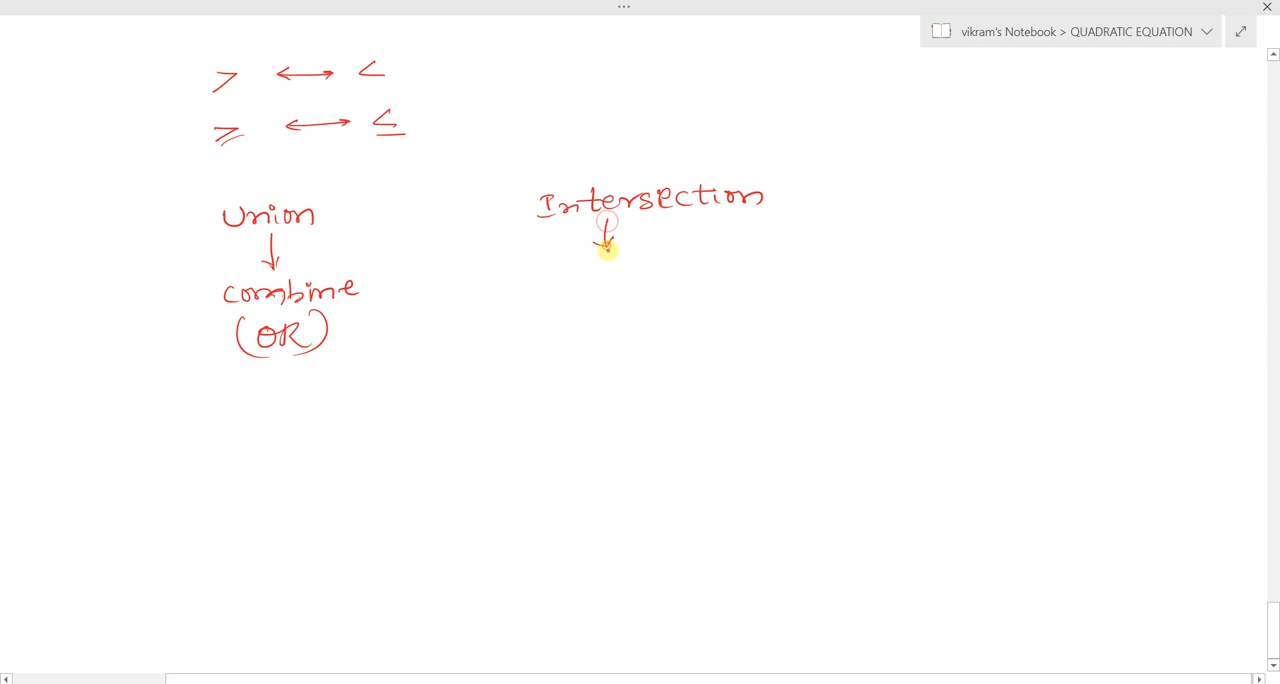 vikram's Notebook > QUADRATIC EQUATION
> ⟷ <
≥ ⟷ ≤
Union Intersection
↓ ↓
combine
(OR)